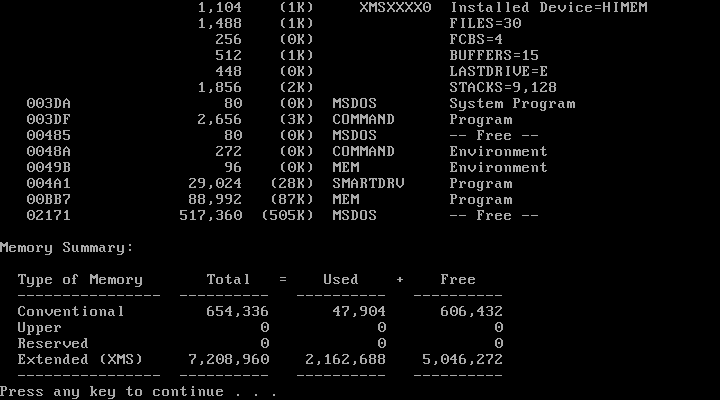 1,104 (1K) XMSXXXX0 Installed Device=HIMEM
1,488 (1K) FILES=30
256 (0K) FCBS=4
512 (1K) BUFFERS=15
448 (0K) LASTDRIVE=E
1,856 (2K) STACKS=9,128
003DA 80 (0K) MSDOS System Program
003DF 2,656 (3K) COMMAND Program
00485 80 (0K) MSDOS -- Free --
0048A 272 (0K) COMMAND Environment
0049B 96 (0K) MEM Environment
004A1 29,024 (28K) SMARTDRV Program
00BB7 88,992 (87K) MEM Program
02171 517,360 (505K) MSDOS -- Free --
Memory Summary:
Type of Memory Total = Used + Free
---------------- ---------- ---------- ----------
Conventional 654,336 47,904 606,432
Upper 0 0 0
Reserved 0 0 0
Extended (XMS) 7,208,960 2,162,688 5,046,272
---------------- ---------- ---------- ----------
Press any key to continue . . .